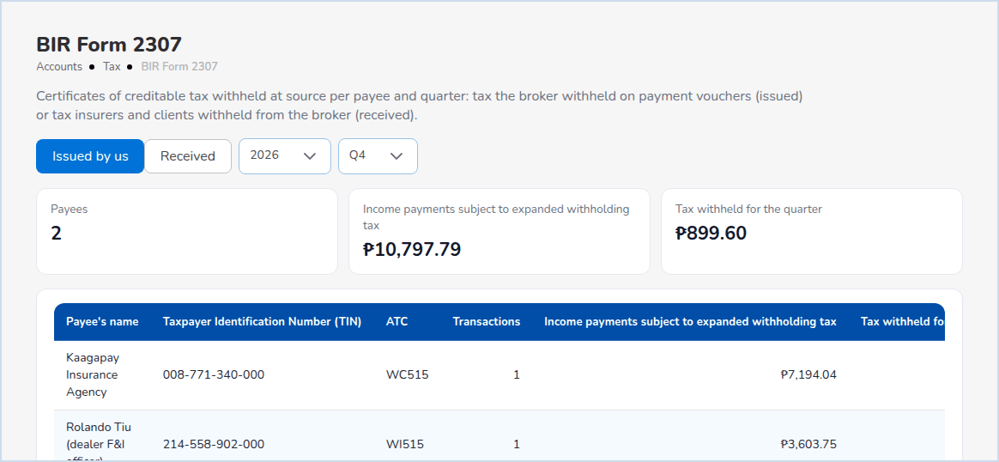 BIR Form 2307
Accounts • Tax • BIR Form 2307
Certificates of creditable tax withheld at source per payee and quarter: tax the broker withheld on payment vouchers (issued)
or tax insurers and clients withheld from the broker (received).
Issued by us Received 2026 Q4
Payees
2
Income payments subject to expanded withholding
tax
₱10,797.79
Tax withheld for the quarter
₱899.60
Payee's name Taxpayer Identification Number (TIN) ATC Transactions Income payments subject to expanded withholding tax Tax withheld fo
Kaagapay
Insurance
Agency
008-771-340-000 WC515 1 ₱7,194.04
Rolando Tiu
(dealer F&I
officer)
214-558-902-000 WI515 1 ₱3,603.75